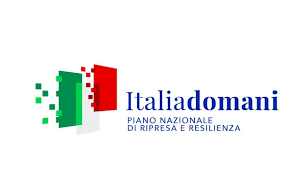 Italiadomani
PIANO NAZIONALE
DI RIPRESA E RESILIENZA